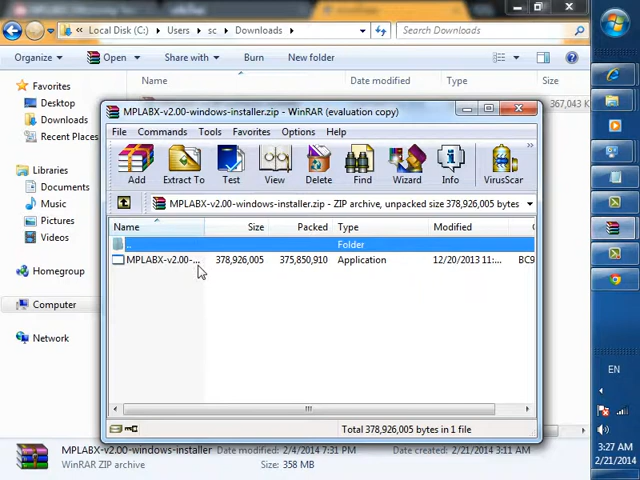 Local Disk (C:) ▸ Users ▸ sc ▸ Downloads
Search Downloads
Organize Open Share with Burn New folder
Favorites
Desktop
Downloads
Recent Places
Libraries
Documents
Music
Pictures
Videos
Homegroup
Computer
Network
Name Date modified Type Size
367,043 K
MPLABX-v2.00-windows-installer.zip - WinRAR (evaluation copy)
File Commands Tools Favorites Options Help
Add Extract To Test View Delete Find Wizard Info VirusScan
MPLABX-v2.00-windows-installer.zip - ZIP archive, unpacked size 378,926,005 bytes
Name Size Packed Type Modified C
.. Folder
MPLABX-v2.00-... 378,926,005 375,850,910 Application 12/20/2013 11:... BC9
Total 378,926,005 bytes in 1 file
MPLABX-v2.00-windows-installer Date modified: 2/4/2014 7:31 PM Date created: 2/21/2014 3:11 AM
WinRAR ZIP archive Size: 358 MB
EN
3:27 AM
2/21/2014